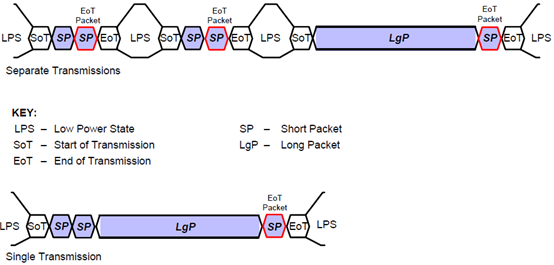 EoT Packet EoT Packet EoT Packet
LPS SoT SP SP EoT LPS SoT SP SP EoT LPS SoT LgP SP EoT LPS
Separate Transmissions
KEY:
LPS – Low Power State SP – Short Packet
SoT – Start of Transmission LgP – Long Packet
EoT – End of Transmission
EoT Packet
LPS SoT SP SP LgP SP EoT LPS
Single Transmission